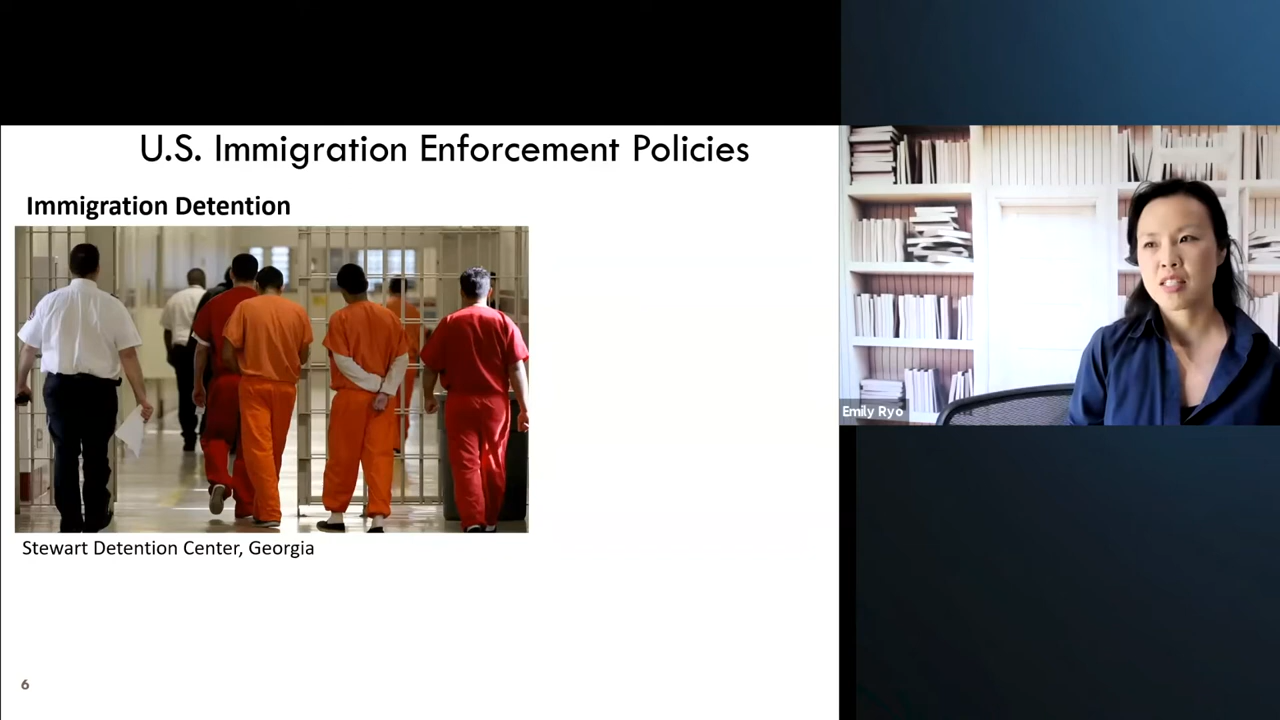 U.S. Immigration Enforcement Policies
Immigration Detention
Stewart Detention Center, Georgia
6
Emily Ryo